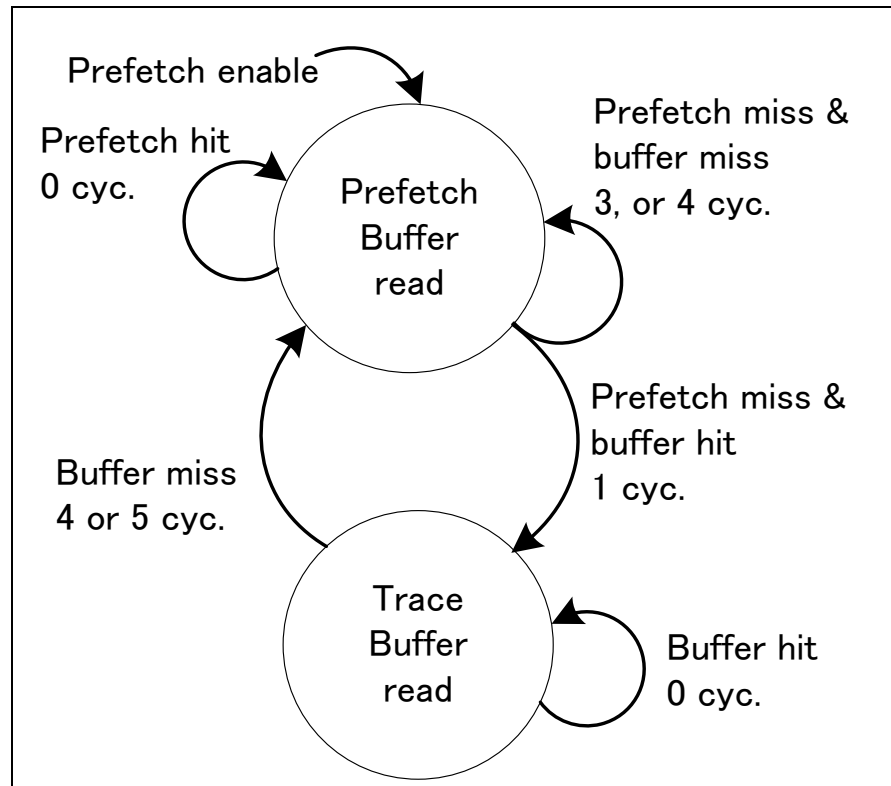 Prefetch enable
Prefetch hit
0 cyc.
Prefetch
Buffer
read
Prefetch miss &
buffer miss
3, or 4 cyc.
Prefetch miss &
buffer hit
1 cyc.
Buffer miss
4 or 5 cyc.
Trace
Buffer
read
Buffer hit
0 cyc.